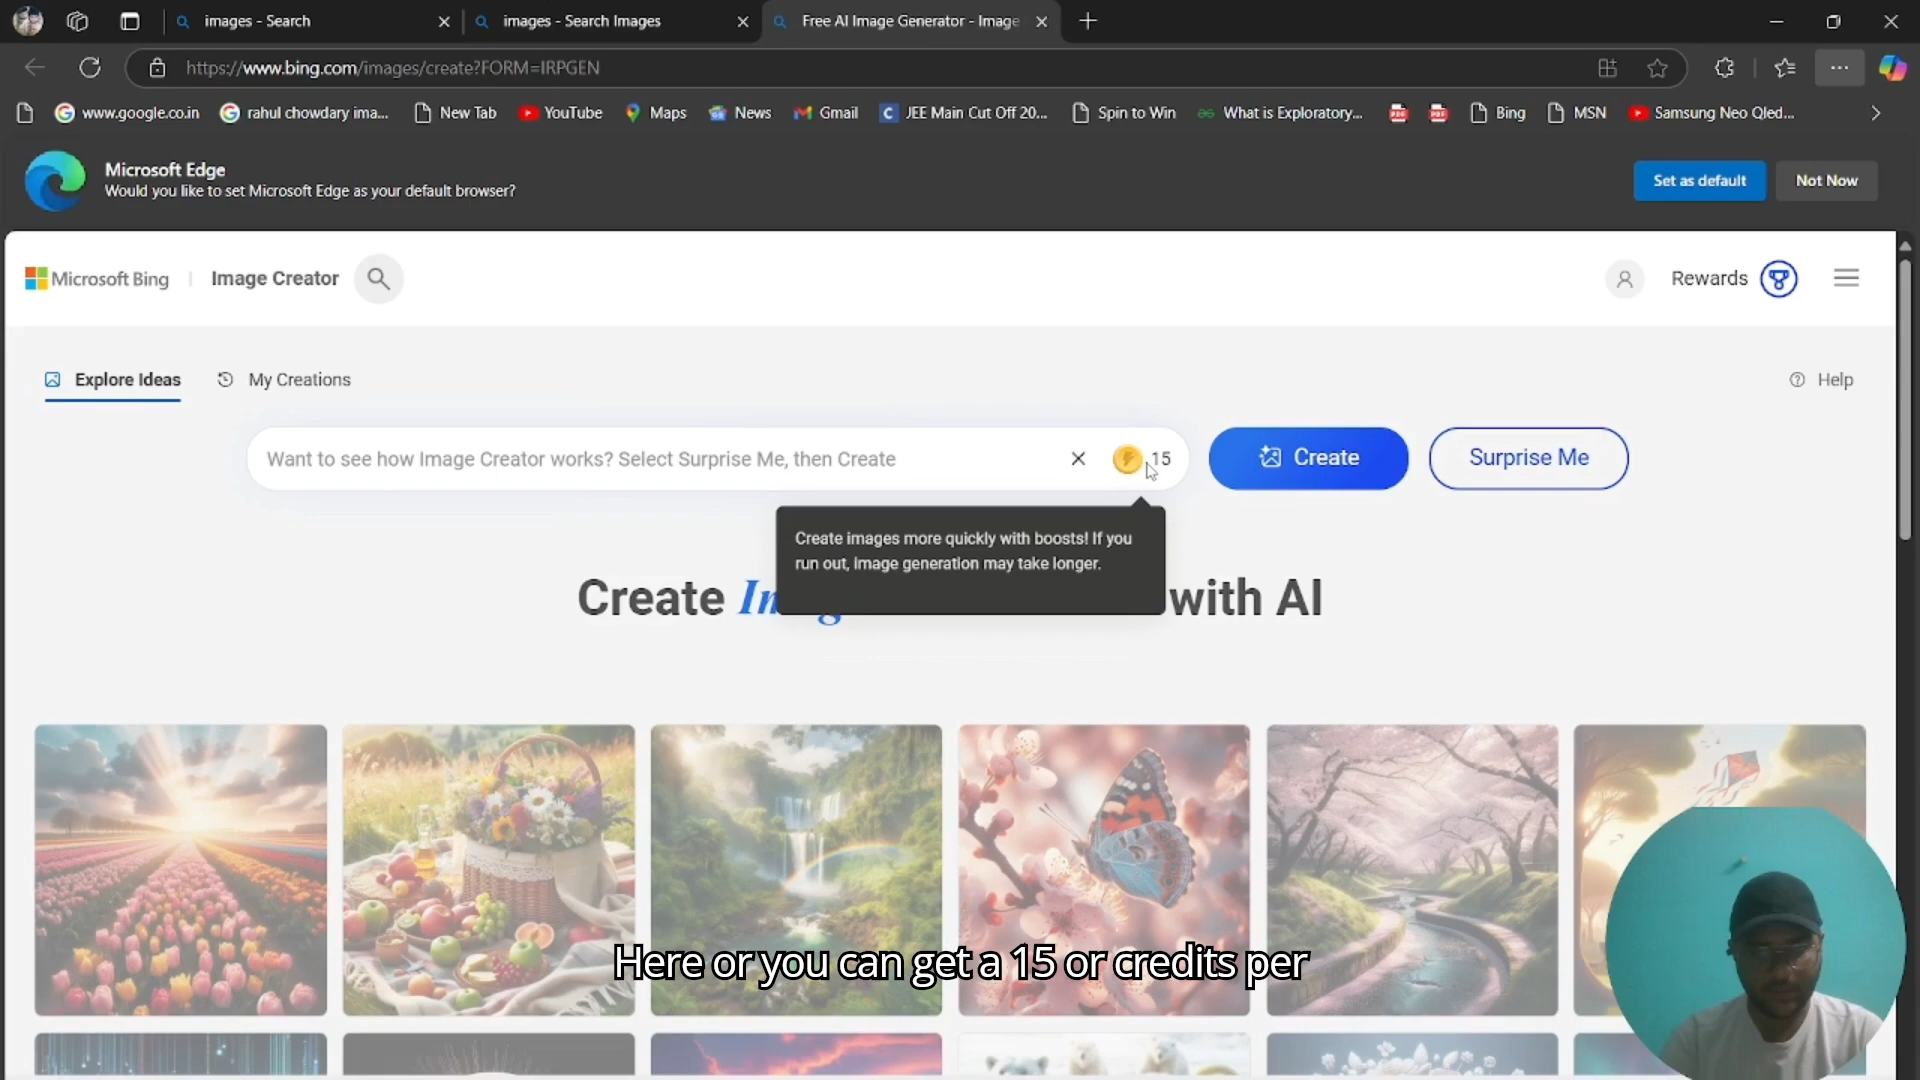 images - Search
images - Search Images
Free AI Image Generator - Image
https://www.bing.com/images/create?FORM=IRPGEN
www.google.co.in
rahul chowdary ima...
New Tab
YouTube
Maps
News
Gmail
JEE Main Cut Off 20...
Spin to Win
What is Exploratory...
Bing
MSN
Samsung Neo Qled...
Microsoft Edge
Would you like to set Microsoft Edge as your default browser?
Set as default
Not Now
Microsoft Bing
Image Creator
Rewards
Explore Ideas
My Creations
Help
Want to see how Image Creator works? Select Surprise Me, then Create
15
Create
Surprise Me
Create images more quickly with boosts! If you
run out, image generation may take longer.
Create
with AI
Here or you can get a 15 or credits per